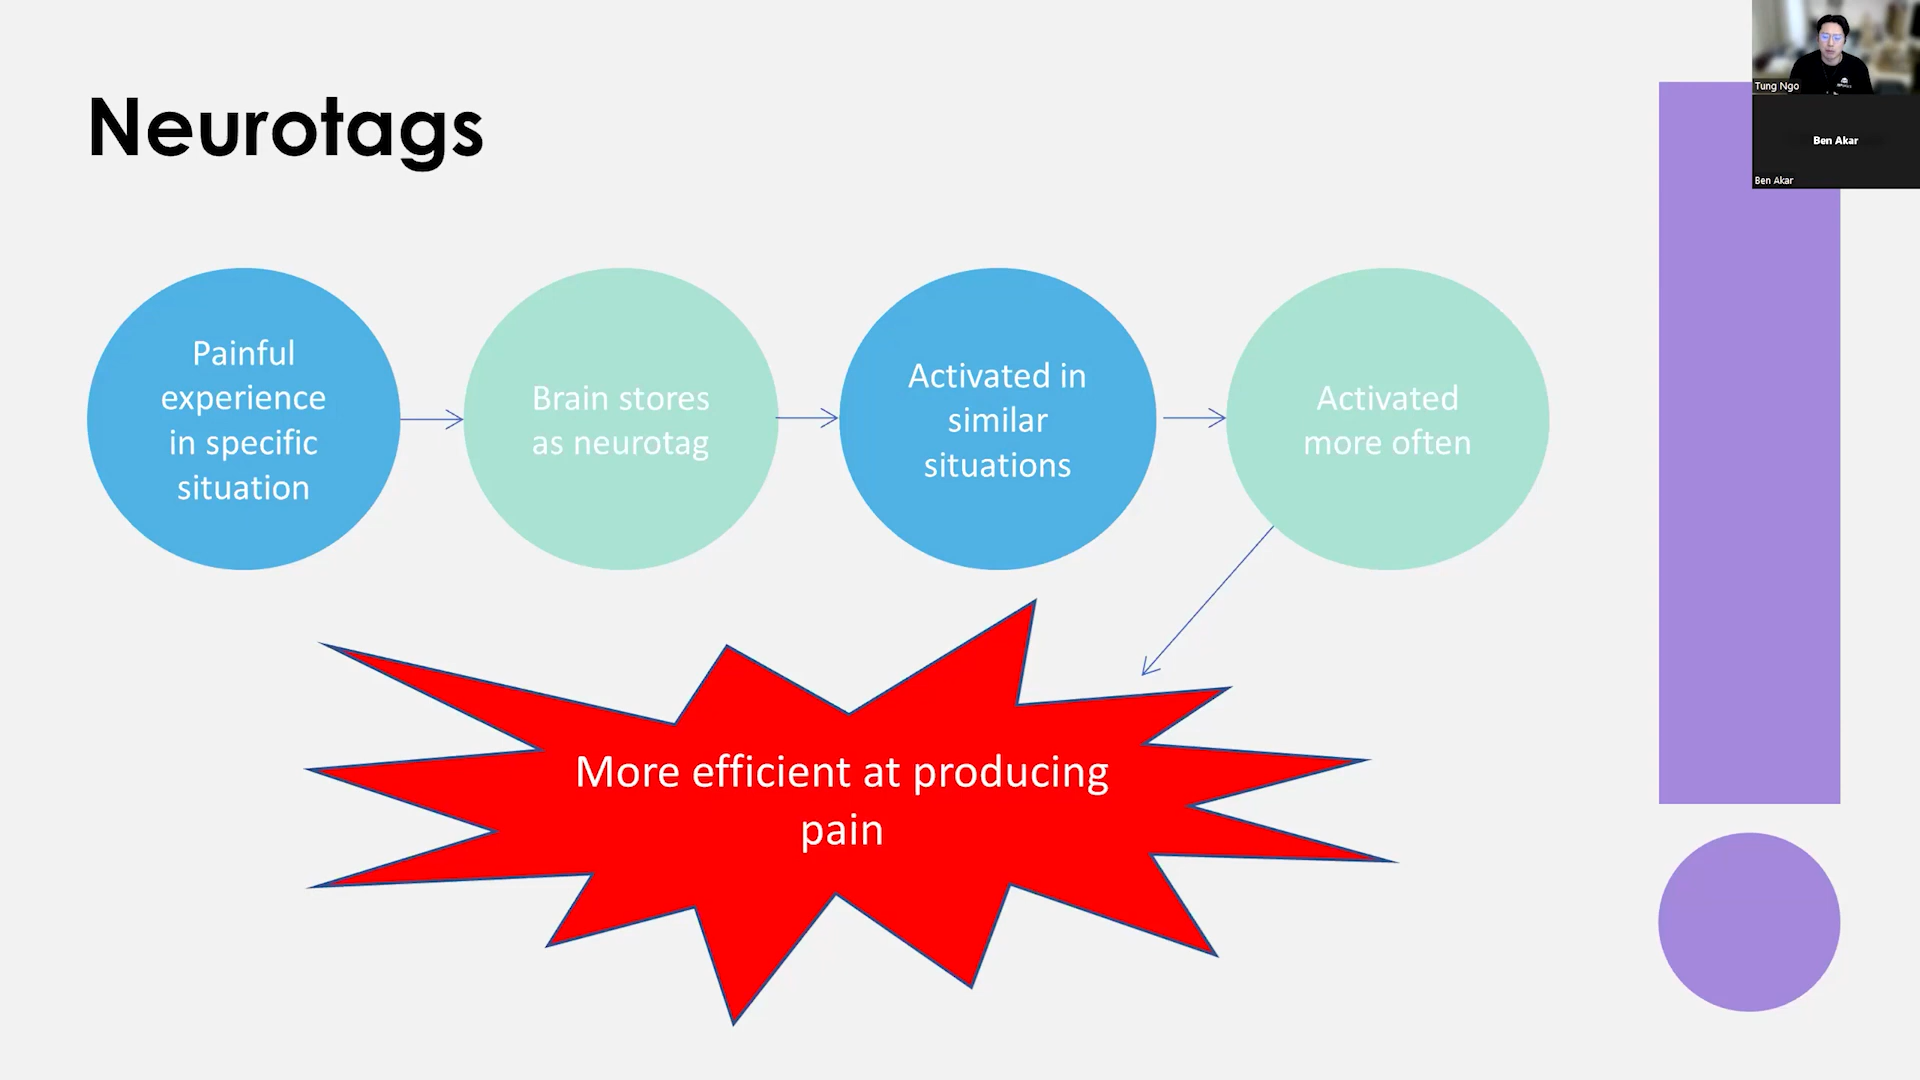 Neurotags
Painful
experience
in specific
situation
Brain stores
as neurotag
Activated in
similar
situations
Activated
more often
More efficient at producing
pain
Tung Ngo
Ben Akar
Ben Akar